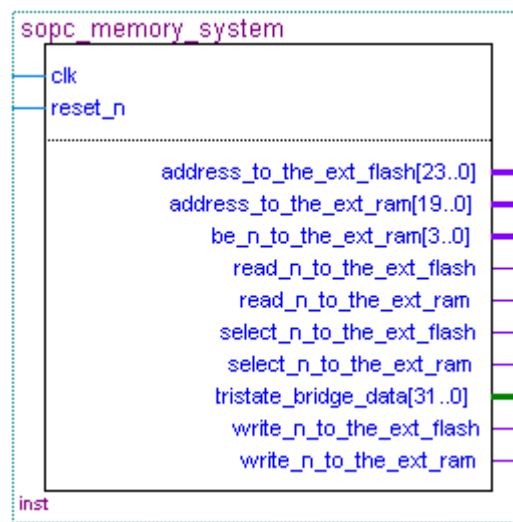 sopc_memory_system
clk
reset_n
address_to_the_ext_flash[23..0]
address_to_the_ext_ram[19..0]
be_n_to_the_ext_ram[3..0]
read_n_to_the_ext_flash
read_n_to_the_ext_ram
select_n_to_the_ext_flash
select_n_to_the_ext_ram
tristate_bridge_data[31..0]
write_n_to_the_ext_flash
write_n_to_the_ext_ram
inst